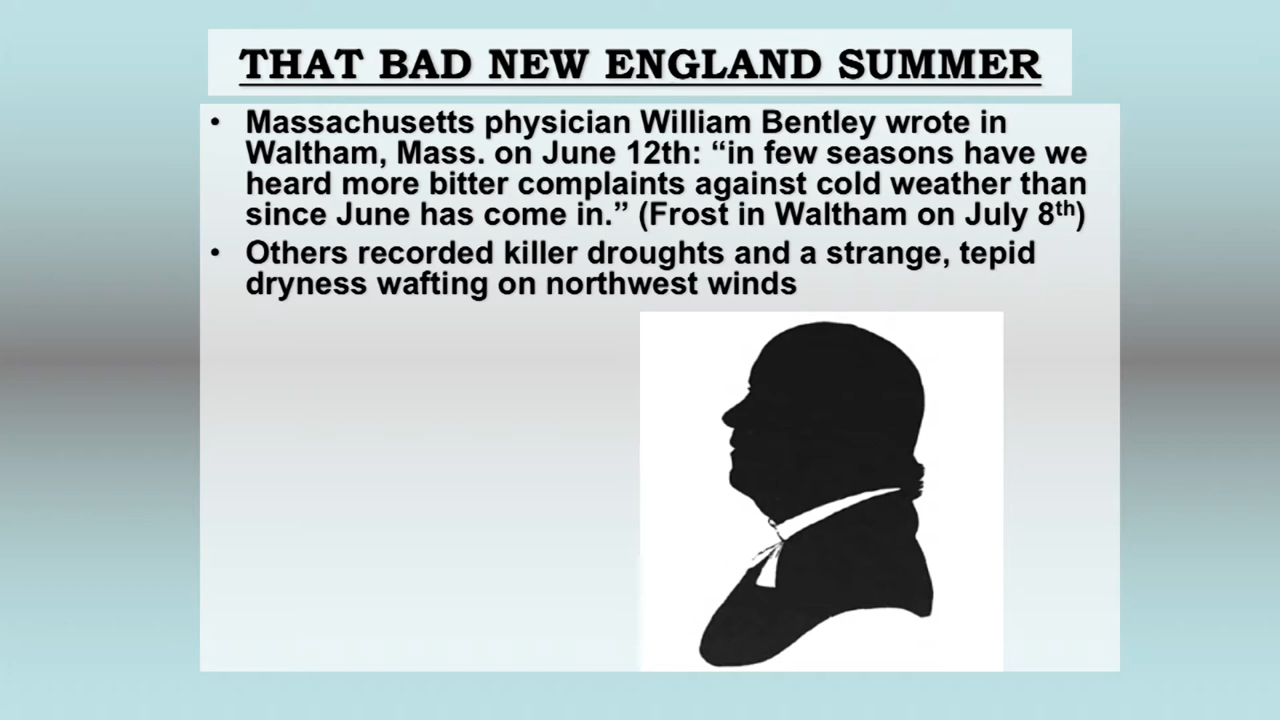 THAT BAD NEW ENGLAND SUMMER
• Massachusetts physician William Bentley wrote in
Waltham, Mass. on June 12th: “in few seasons have we
heard more bitter complaints against cold weather than
since June has come in.” (Frost in Waltham on July 8th)
• Others recorded killer droughts and a strange, tepid
dryness wafting on northwest winds